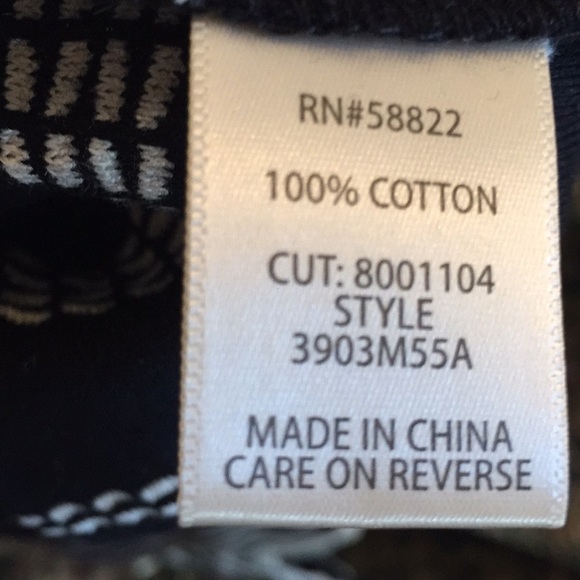 RN#58822
100% COTTON
CUT: 8001104
STYLE
3903M55A
MADE IN CHINA
CARE ON REVERSE